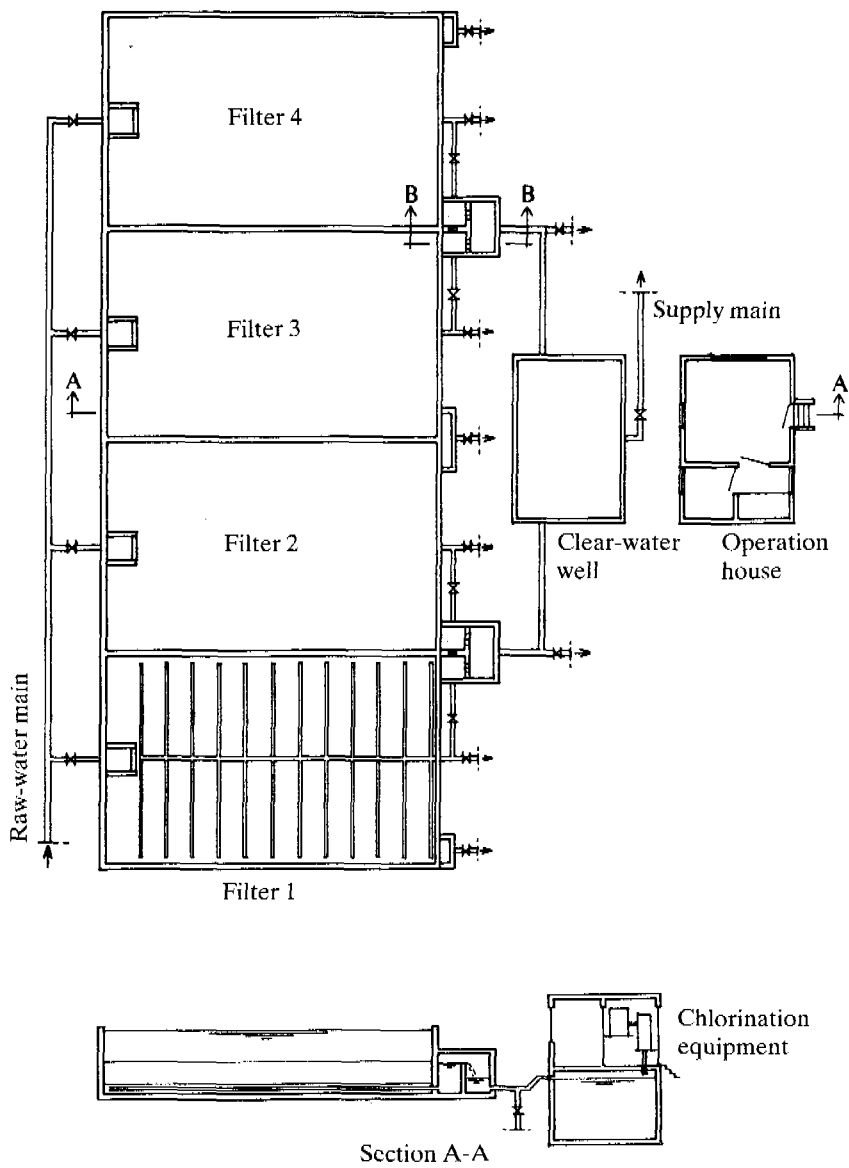 Filter 4
B
B
Filter 3
Supply main
A
A
Filter 2
Clear-water
well
Operation
house
Raw-water main
Filter 1
Chlorination
equipment
Section A-A